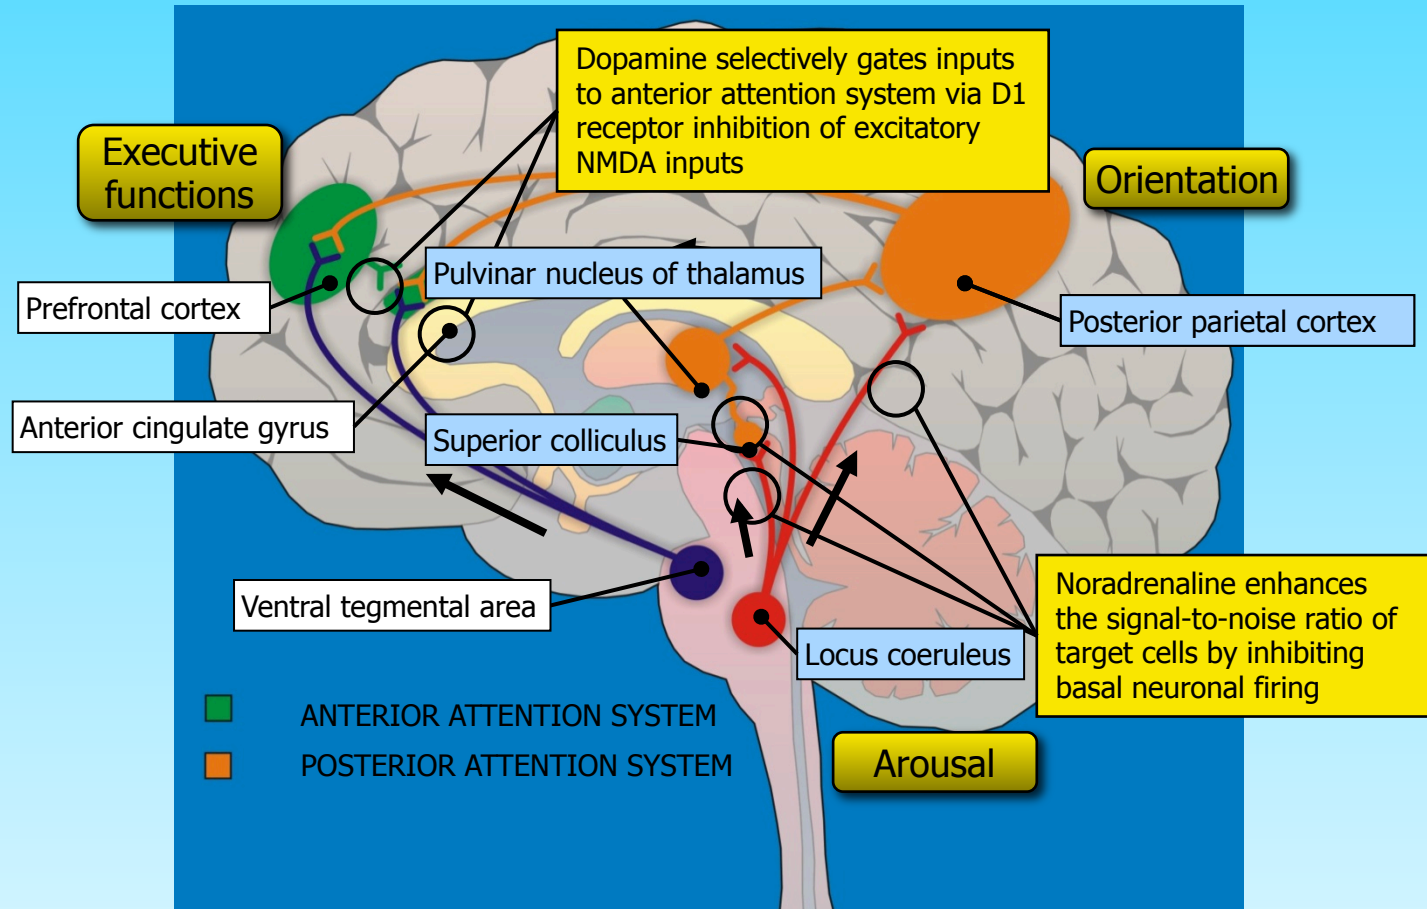 Dopamine selectively gates inputs
to anterior attention system via D1
receptor inhibition of excitatory
NMDA inputs
Executive
functions
Orientation
Pulvinar nucleus of thalamus
Prefrontal cortex
Posterior parietal cortex
Anterior cingulate gyrus
Superior colliculus
Ventral tegmental area
Locus coeruleus
Noradrenaline enhances
the signal-to-noise ratio of
target cells by inhibiting
basal neuronal firing
ANTERIOR ATTENTION SYSTEM
POSTERIOR ATTENTION SYSTEM
Arousal